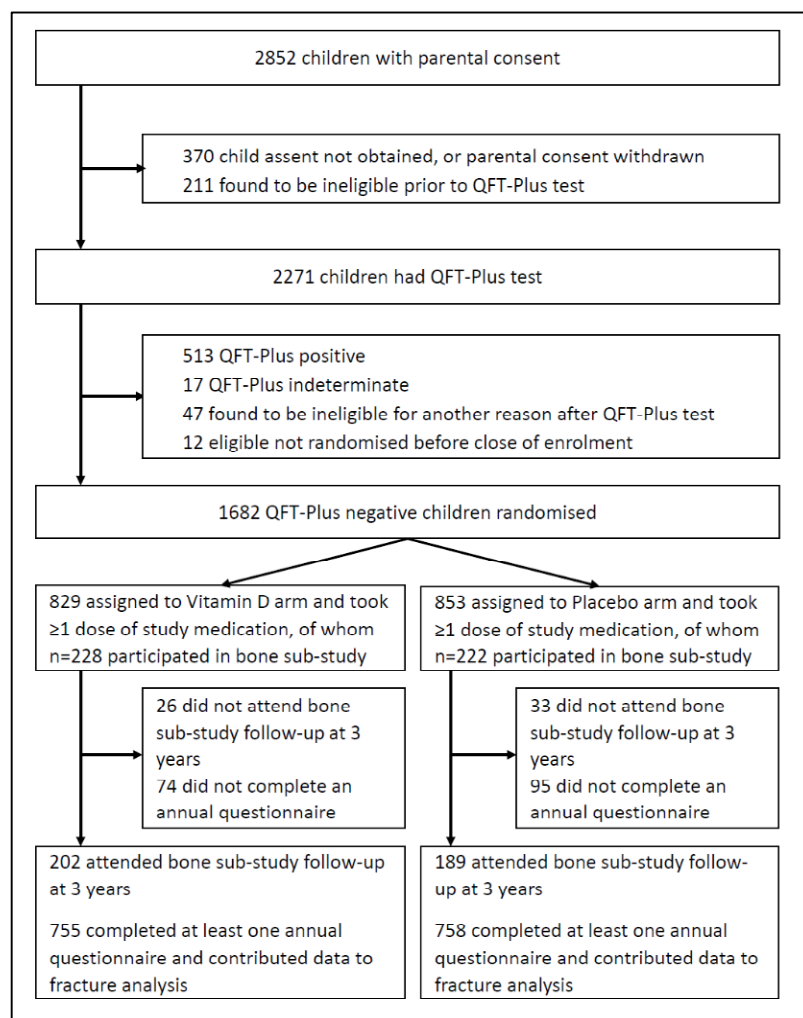 2852 children with parental consent
370 child assent not obtained, or parental consent withdrawn
211 found to be ineligible prior to QFT-Plus test
2271 children had QFT-Plus test
513 QFT-Plus positive
17 QFT-Plus indeterminate
47 found to be ineligible for another reason after QFT-Plus test
12 eligible not randomised before close of enrolment
1682 QFT-Plus negative children randomised
829 assigned to Vitamin D arm and took
≥1 dose of study medication, of whom
n=228 participated in bone sub-study
853 assigned to Placebo arm and took
≥1 dose of study medication, of whom
n=222 participated in bone sub-study
26 did not attend bone
sub-study follow-up at 3
years
74 did not complete an
annual questionnaire
33 did not attend bone
sub-study follow-up at 3
years
95 did not complete an
annual questionnaire
202 attended bone sub-study follow-up
at 3 years
755 completed at least one annual
questionnaire and contributed data to
fracture analysis
189 attended bone sub-study follow-
up at 3 years
758 completed at least one annual
questionnaire and contributed data to
fracture analysis